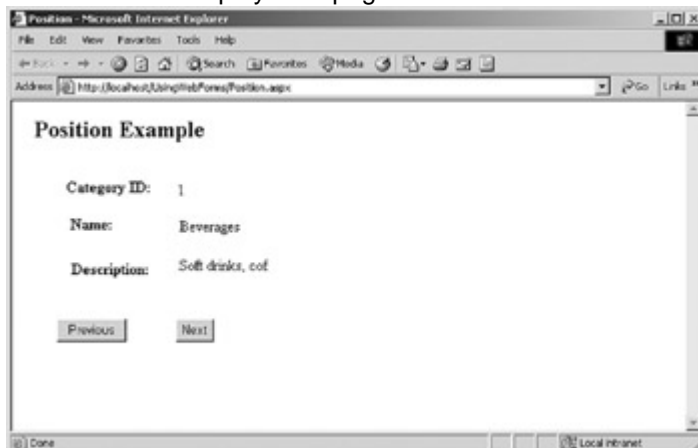 Position - Microsoft Internet Explorer
File Edit View Favorites Tools Help
Back Search Favorites Media
Address http://localhost/UsingWebForms/Position.aspx Go Links »
Position Example
Category ID: 1
Name: Beverages
Description: Soft drinks, cof
Previous Next
Done Local intranet